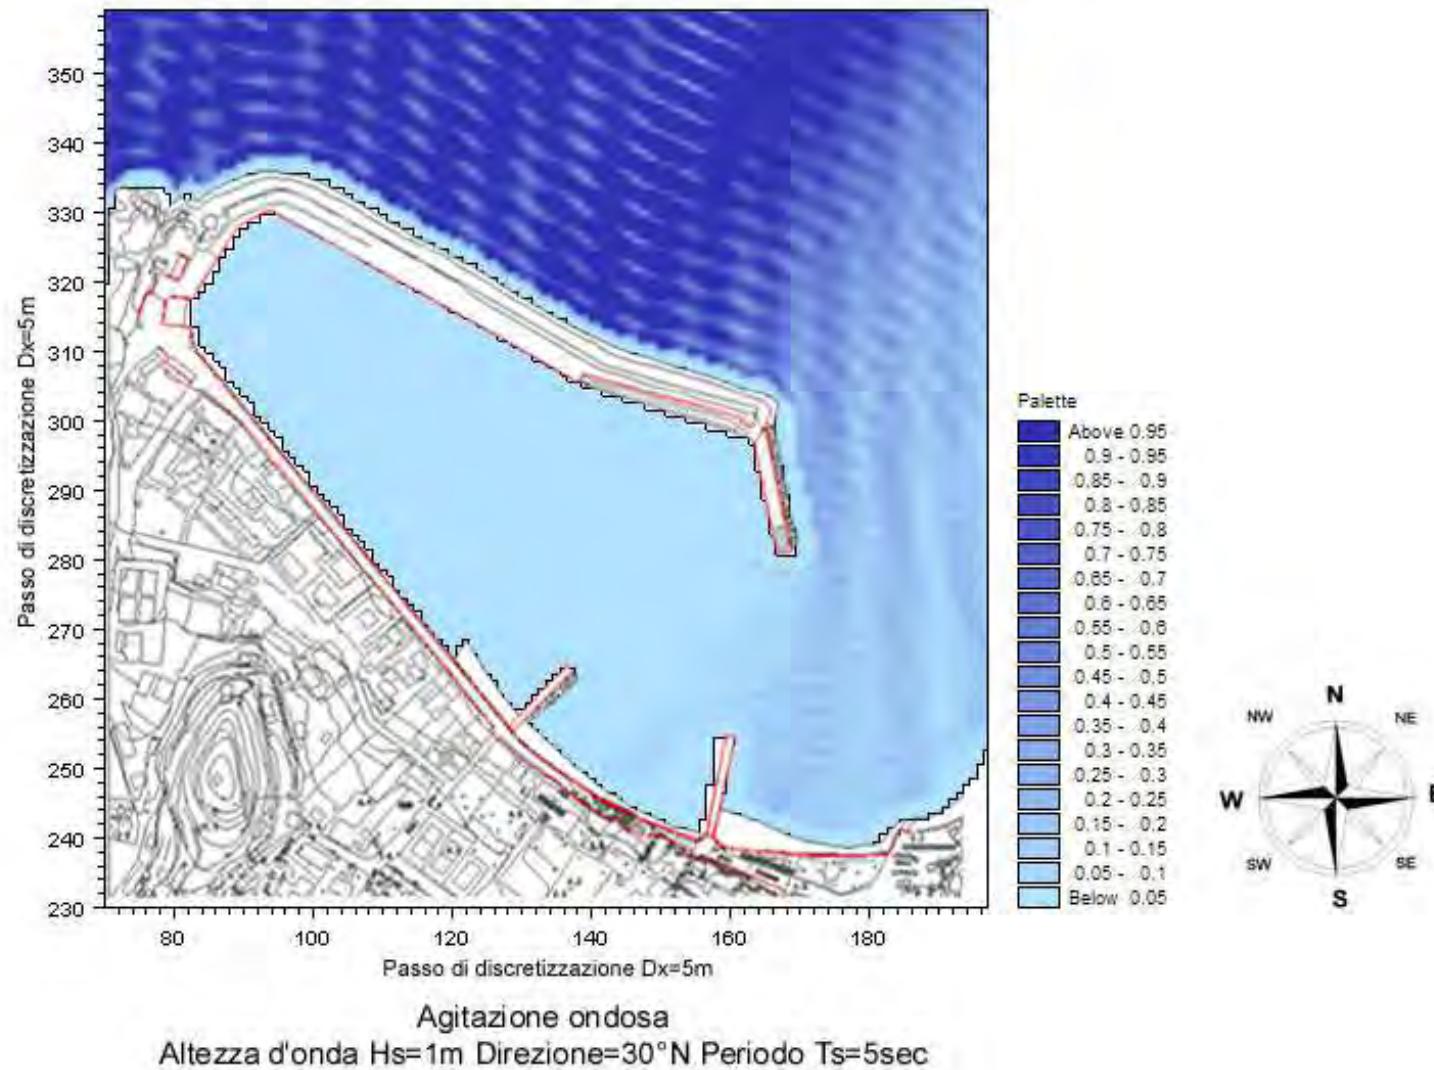 350
340
330
320
310
300
290
280
270
260
250
240
230
Passo di discretizzazione Dx=5m
80
100
120
140
160
180
Passo di discretizzazione Dx=5m
Palette
Above 0.95
0.9 - 0.95
0.85 - 0.9
0.8 - 0.85
0.75 - 0.8
0.7 - 0.75
0.65 - 0.7
0.6 - 0.65
0.55 - 0.6
0.5 - 0.55
0.45 - 0.5
0.4 - 0.45
0.35 - 0.4
0.3 - 0.35
0.25 - 0.3
0.2 - 0.25
0.15 - 0.2
0.1 - 0.15
0.05 - 0.1
Below 0.05
N
NW
NE
W
E
SW
SE
S
Agitazione ondosa
Altezza d'onda Hs=1m Direzione=30°N Periodo Ts=5sec